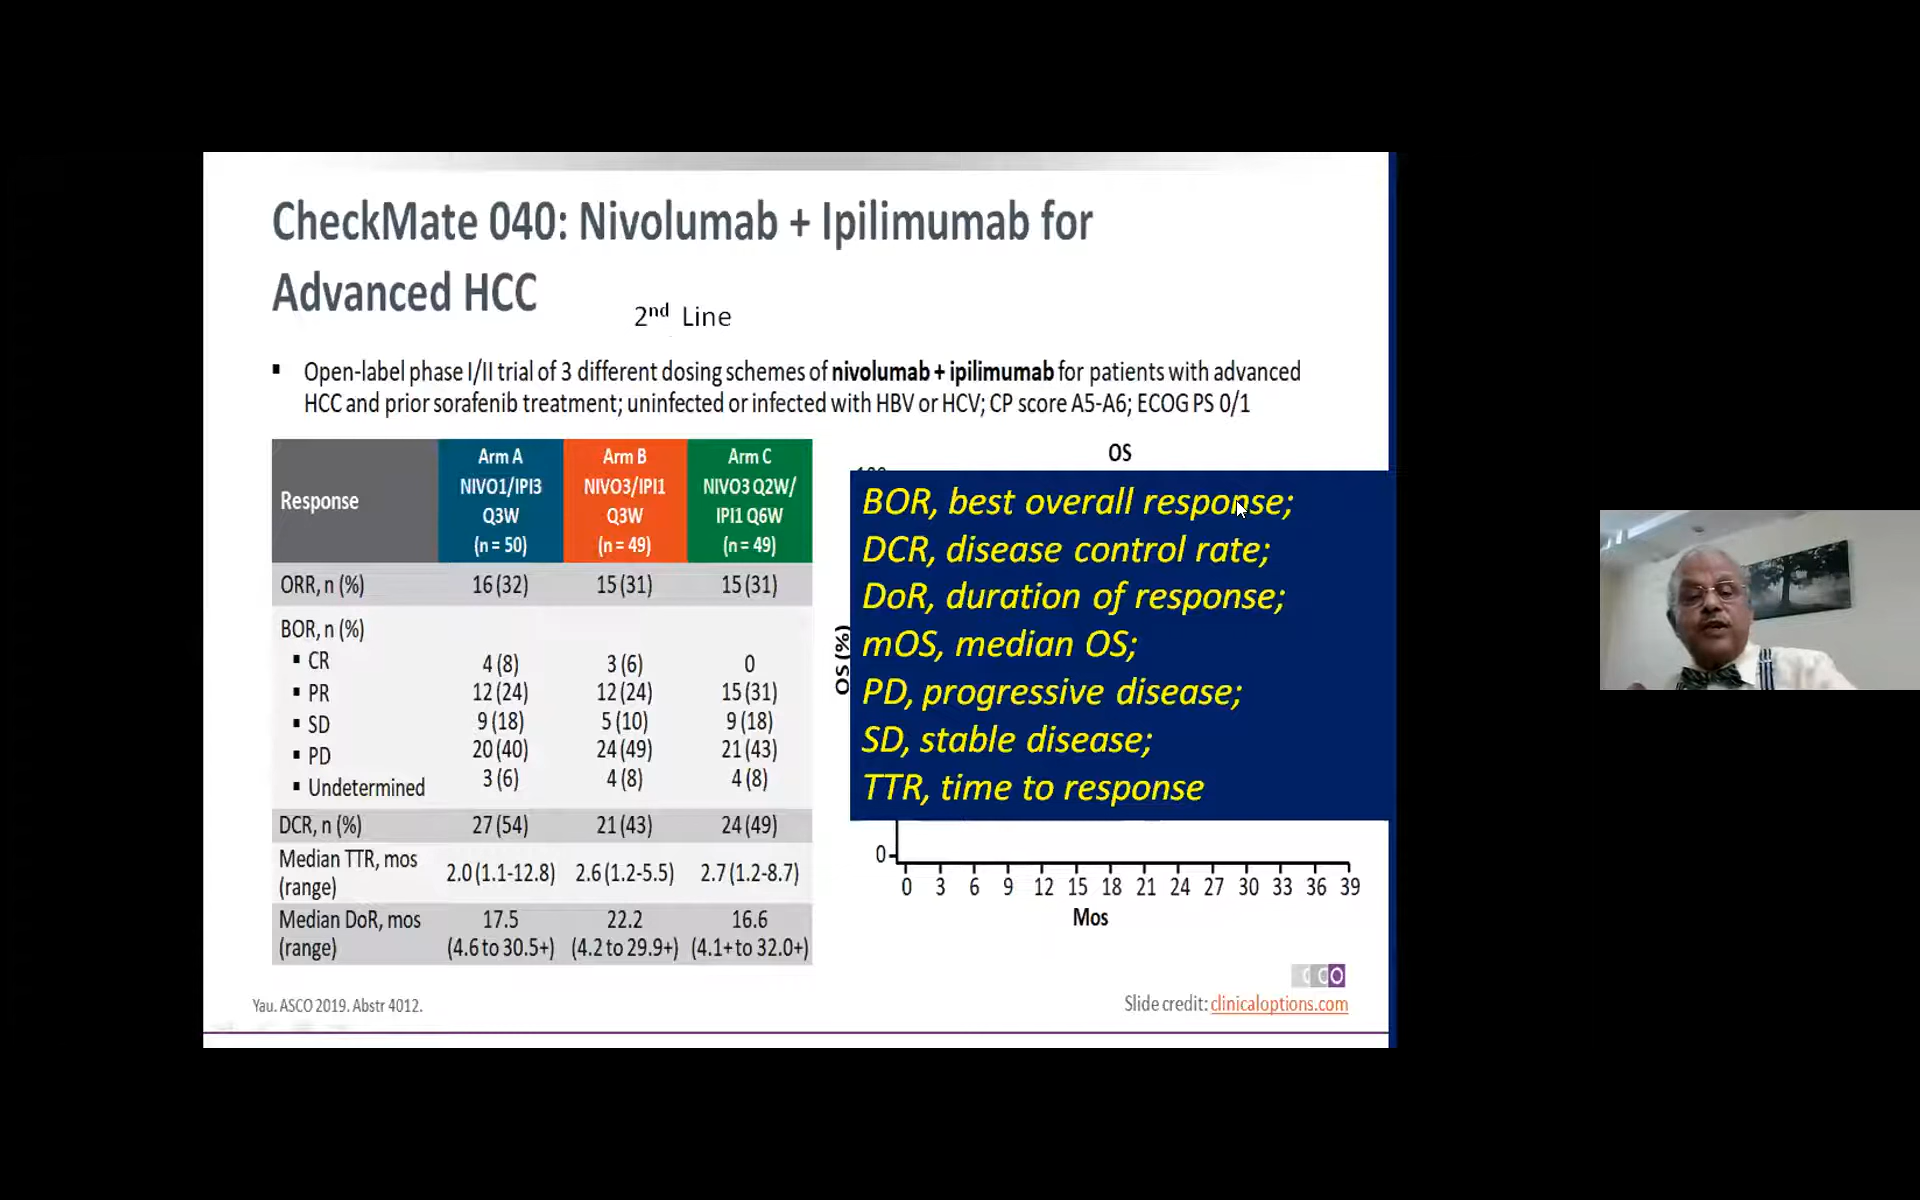 CheckMate 040: Nivolumab + Ipilimumab for
Advanced HCC
2nd Line
▪ Open-label phase I/II trial of 3 different dosing schemes of nivolumab + ipilimumab for patients with advanced
HCC and prior sorafenib treatment; uninfected or infected with HBV or HCV; CP score A5-A6; ECOG PS 0/1
Response
Arm A
NIVO1/IPI3
Q3W
(n = 50)
Arm B
NIVO3/IPI1
Q3W
(n = 49)
Arm C
NIVO3 Q2W/
IPI1 Q6W
(n = 49)
ORR, n (%) 16 (32) 15 (31) 15 (31)
BOR, n (%)
▪ CR 4 (8) 3 (6) 0
▪ PR 12 (24) 12 (24) 15 (31)
▪ SD 9 (18) 5 (10) 9 (18)
▪ PD 20 (40) 24 (49) 21 (43)
▪ Undetermined 3 (6) 4 (8) 4 (8)
DCR, n (%) 27 (54) 21 (43) 24 (49)
Median TTR, mos
(range) 2.0 (1.1-12.8) 2.6 (1.2-5.5) 2.7 (1.2-8.7)
Median DoR, mos 17.5 22.2 16.6
(range) (4.6 to 30.5+) (4.2 to 29.9+) (4.1+ to 32.0+)
OS
OS (%)
BOR, best overall response;
DCR, disease control rate;
DoR, duration of response;
mOS, median OS;
PD, progressive disease;
SD, stable disease;
TTR, time to response
0
0 3 6 9 12 15 18 21 24 27 30 33 36 39
Mos
CCO
Yau. ASCO 2019. Abstr 4012.
Slide credit: clinicaloptions.com